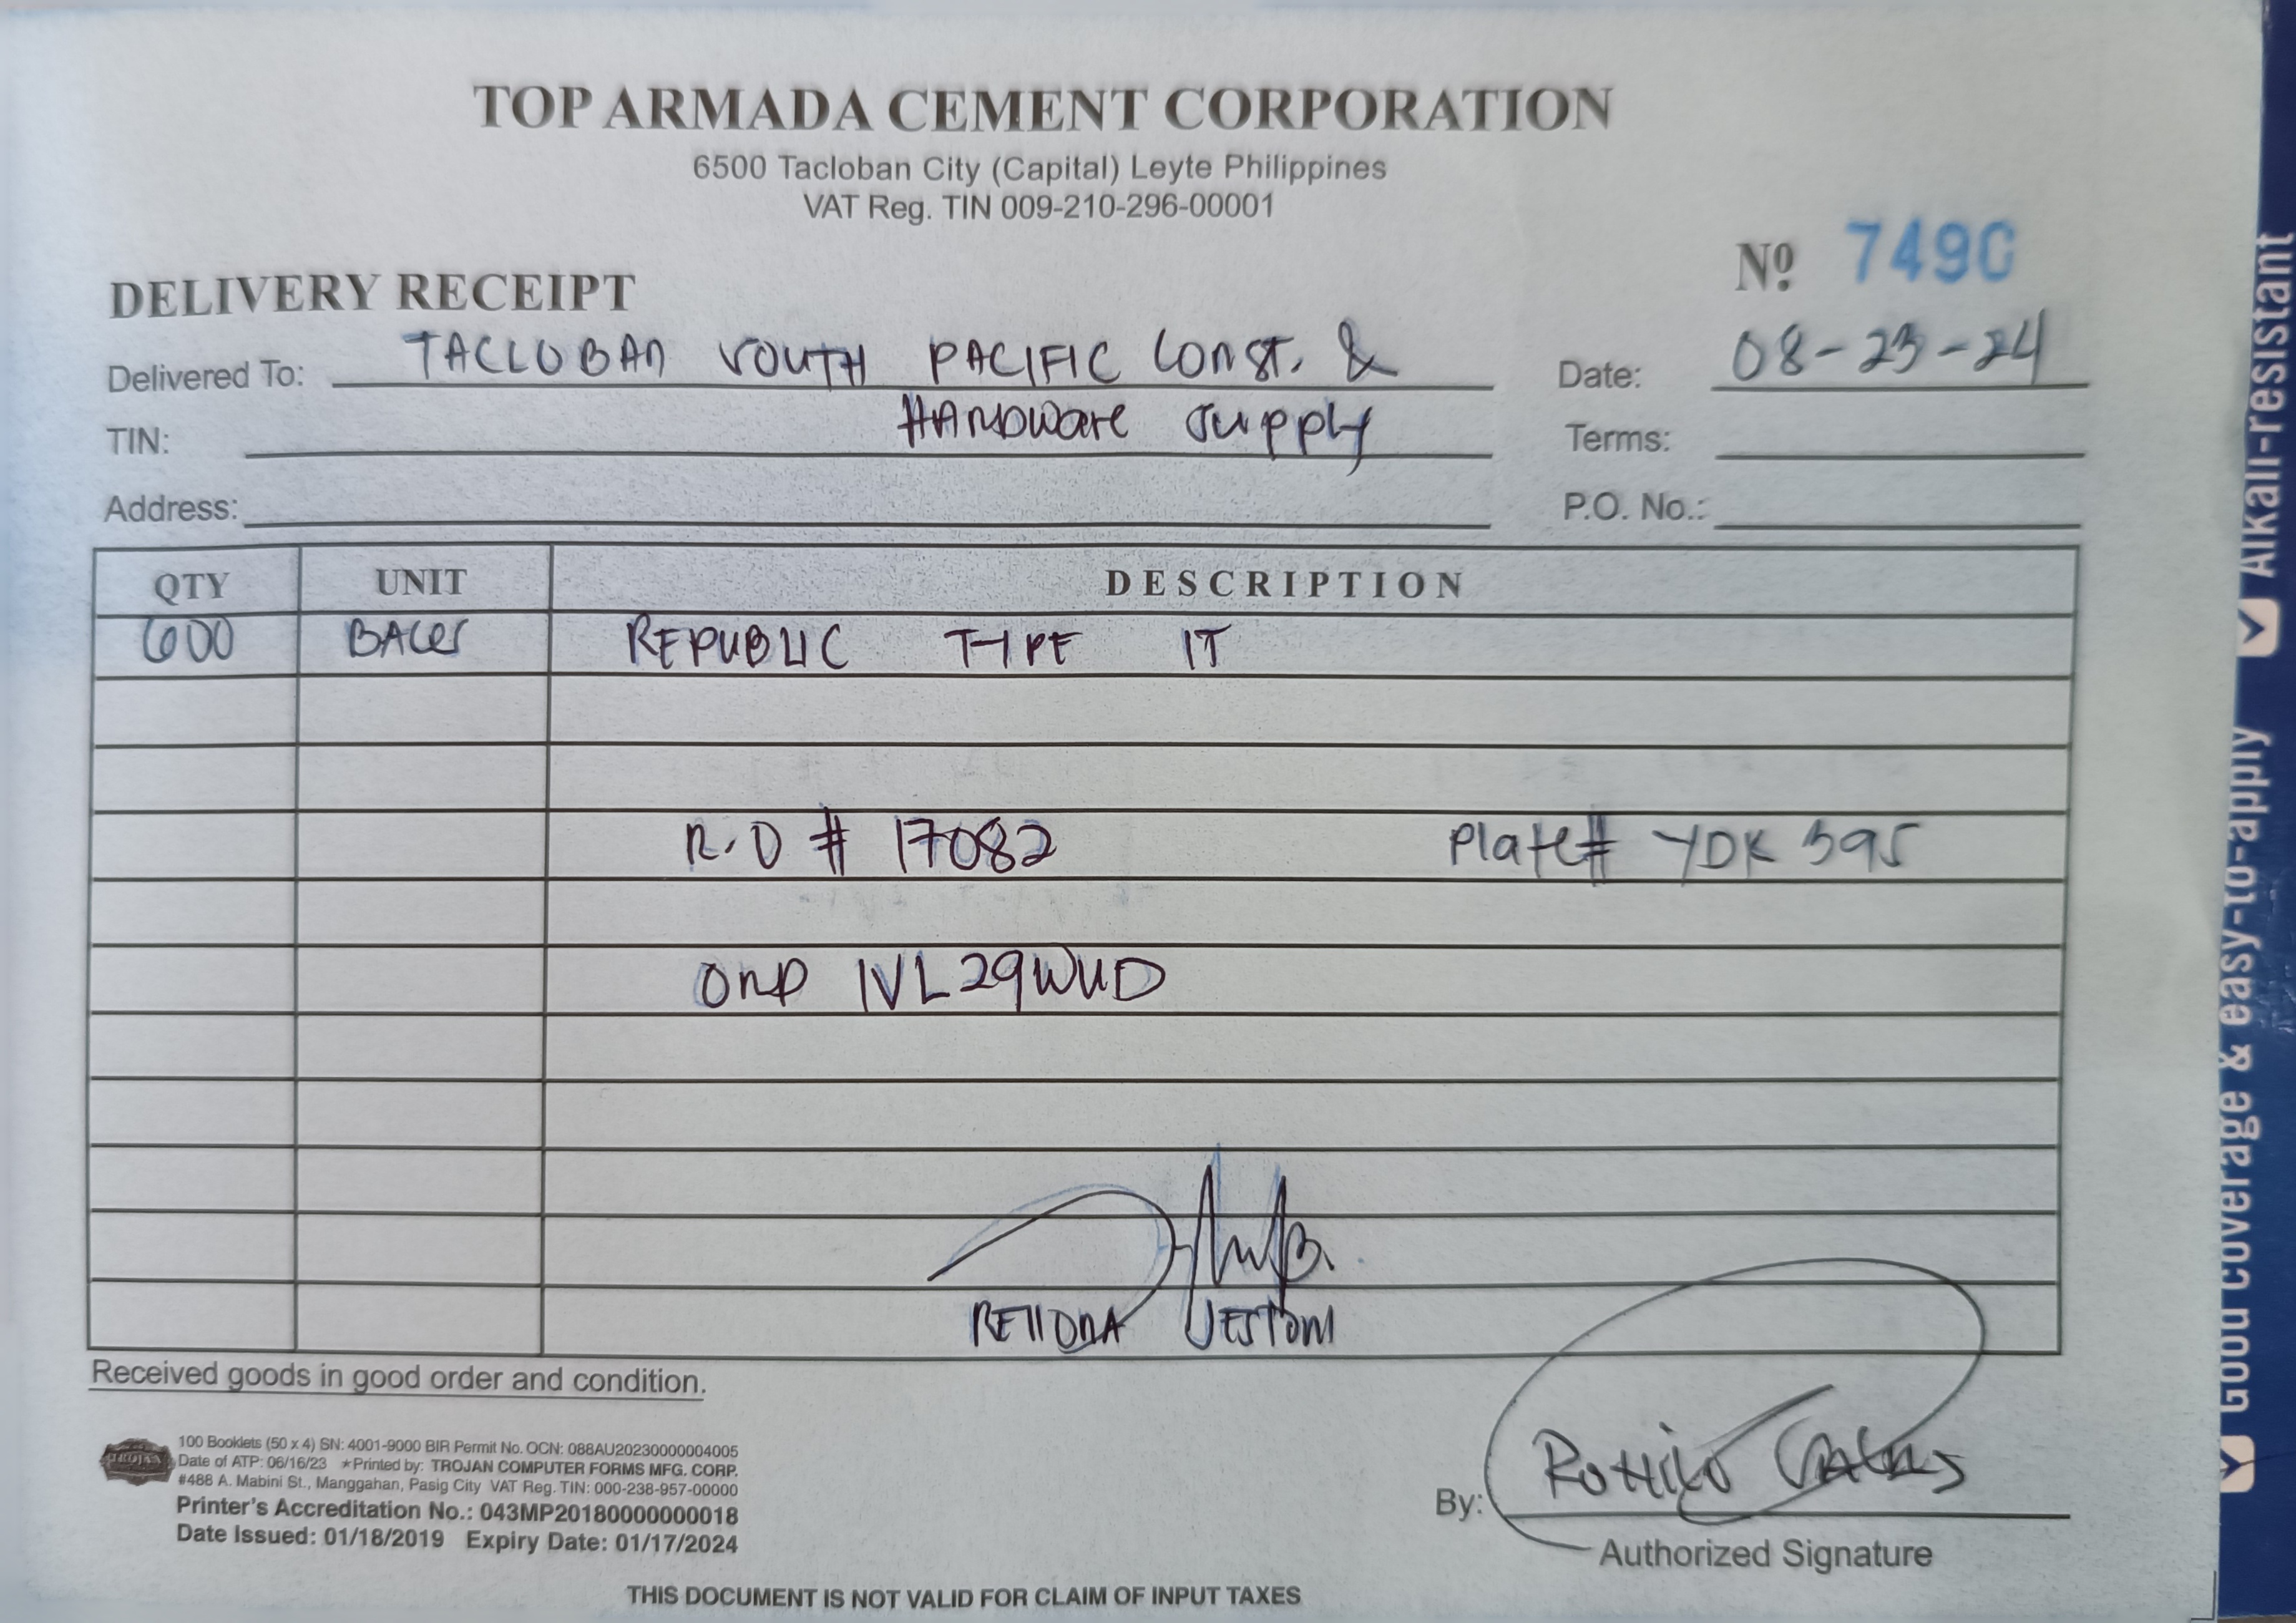 TOP ARMADA CEMENT CORPORATION
6500 Tacloban City (Capital) Leyte Philippines
VAT Reg. TIN 009-210-296-00001
Nº 7490
DELIVERY RECEIPT
Delivered To: TACLOBAN SOUTH PACIFIC Const. & Date: 08-23-24
TIN: HARDware supply Terms:
Address: P.O. No.:
QTY UNIT DESCRIPTION
600 BAGS REPUBLIC TYPE 1T
R.O # 17082 Plate# YDK 395
OnD 1VL29WUD
Received goods in good order and condition.
100 Booklets (50 x 4) SN: 4001-9000 BIR Permit No. OCN: 088AU20230000004005
Date of ATP: 06/16/23 ★Printed by: TROJAN COMPUTER FORMS MFG. CORP.
#488 A. Mabini St., Manggahan, Pasig City VAT Reg. TIN: 000-238-957-00000
Printer's Accreditation No.: 043MP20180000000018
Date Issued: 01/18/2019 Expiry Date: 01/17/2024
TROJAN
By:
Authorized Signature
THIS DOCUMENT IS NOT VALID FOR CLAIM OF INPUT TAXES
Good coverage & easy-to-apply Alkali-resistant